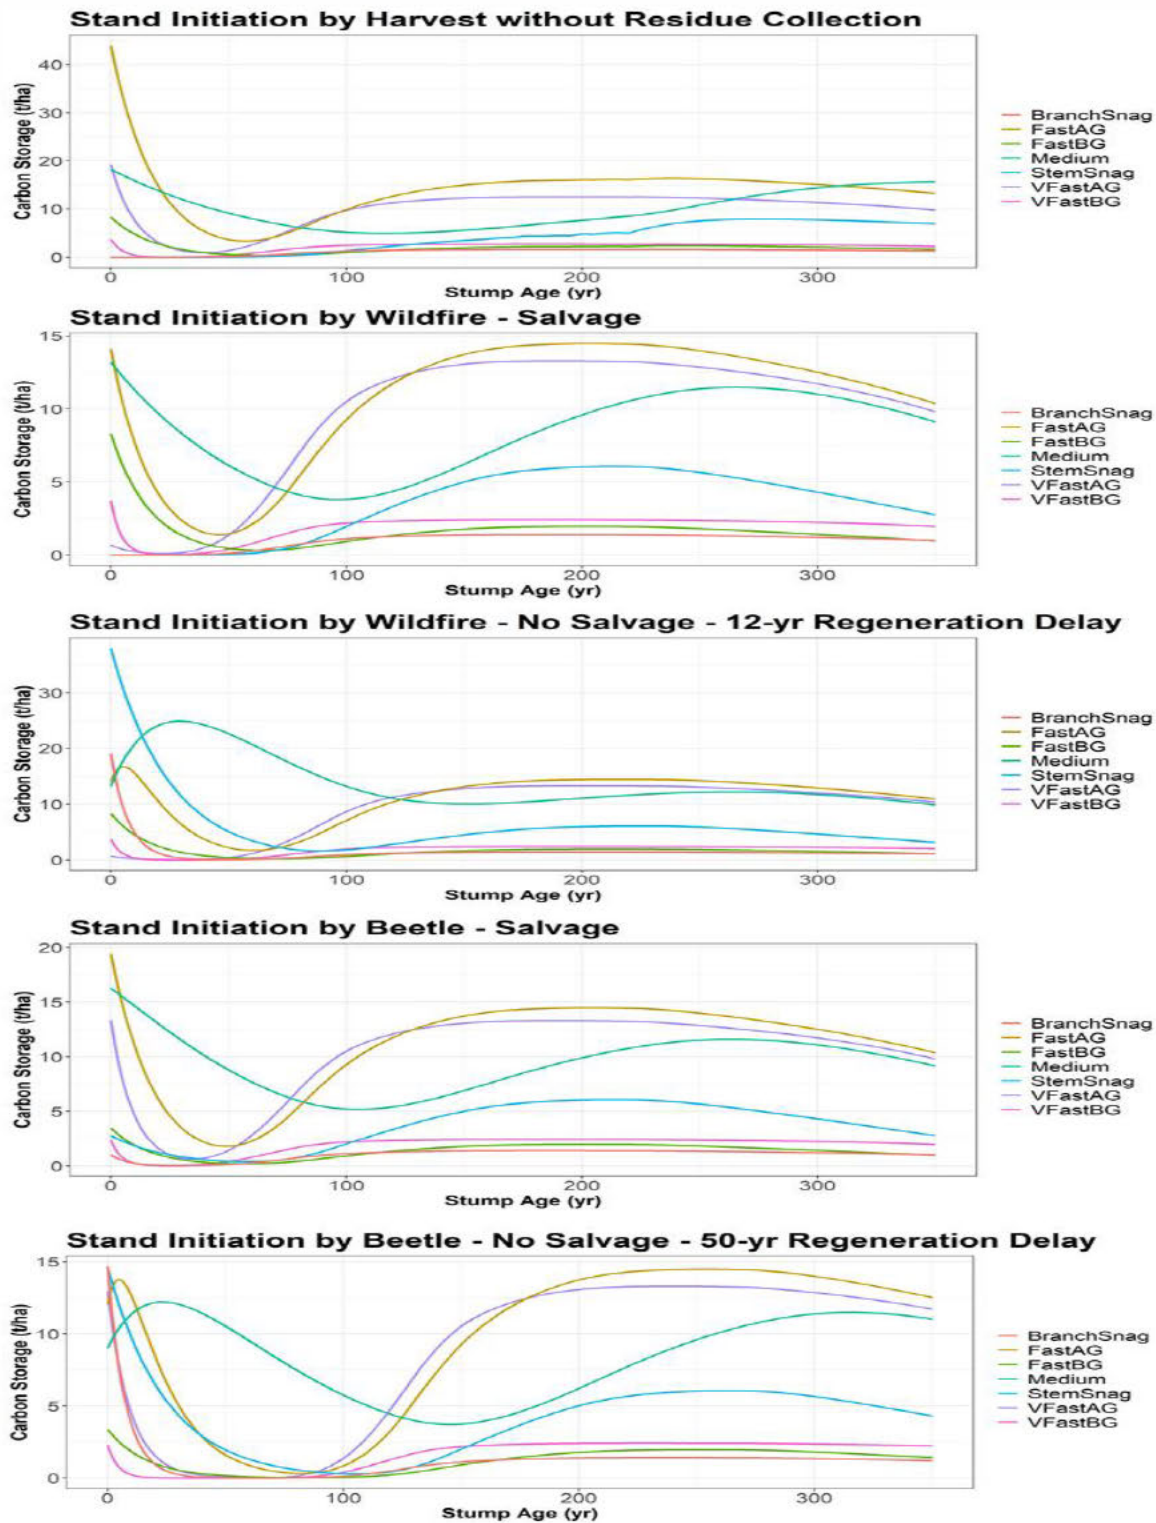 Stand Initiation by Harvest without Residue Collection
Carbon Storage (t/ha)
40
30
20
10
0
0 100 200 300
Stump Age (yr)
BranchSnag
FastAG
FastBG
Medium
StemSnag
VFastAG
VFastBG
Stand Initiation by Wildfire - Salvage
Carbon Storage (t/ha)
15
10
5
0
0 100 200 300
Stump Age (yr)
BranchSnag
FastAG
FastBG
Medium
StemSnag
VFastAG
VFastBG
Stand Initiation by Wildfire - No Salvage - 12-yr Regeneration Delay
Carbon Storage (t/ha)
30
20
10
0
0 100 200 300
Stump Age (yr)
BranchSnag
FastAG
FastBG
Medium
StemSnag
VFastAG
VFastBG
Stand Initiation by Beetle - Salvage
Carbon Storage (t/ha)
20
15
10
5
0
0 100 200 300
Stump Age (yr)
BranchSnag
FastAG
FastBG
Medium
StemSnag
VFastAG
VFastBG
Stand Initiation by Beetle - No Salvage - 50-yr Regeneration Delay
Carbon Storage (t/ha)
15
10
5
0
0 100 200 300
Stump Age (yr)
BranchSnag
FastAG
FastBG
Medium
StemSnag
VFastAG
VFastBG